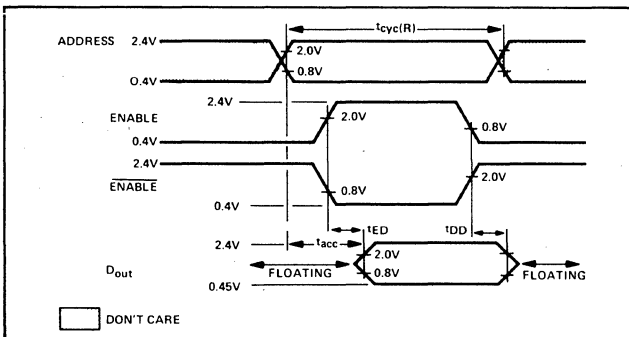 tcyc(R)
ADDRESS 2.4V
2.0V
0.8V
0.4V
2.4V
ENABLE
2.0V
0.8V
0.4V
2.4V
ENABLE
0.8V
2.0V
0.4V
tED
tDD
2.4V
tacc
2.0V
Dout
FLOATING
0.8V
FLOATING
0.45V
DON'T CARE